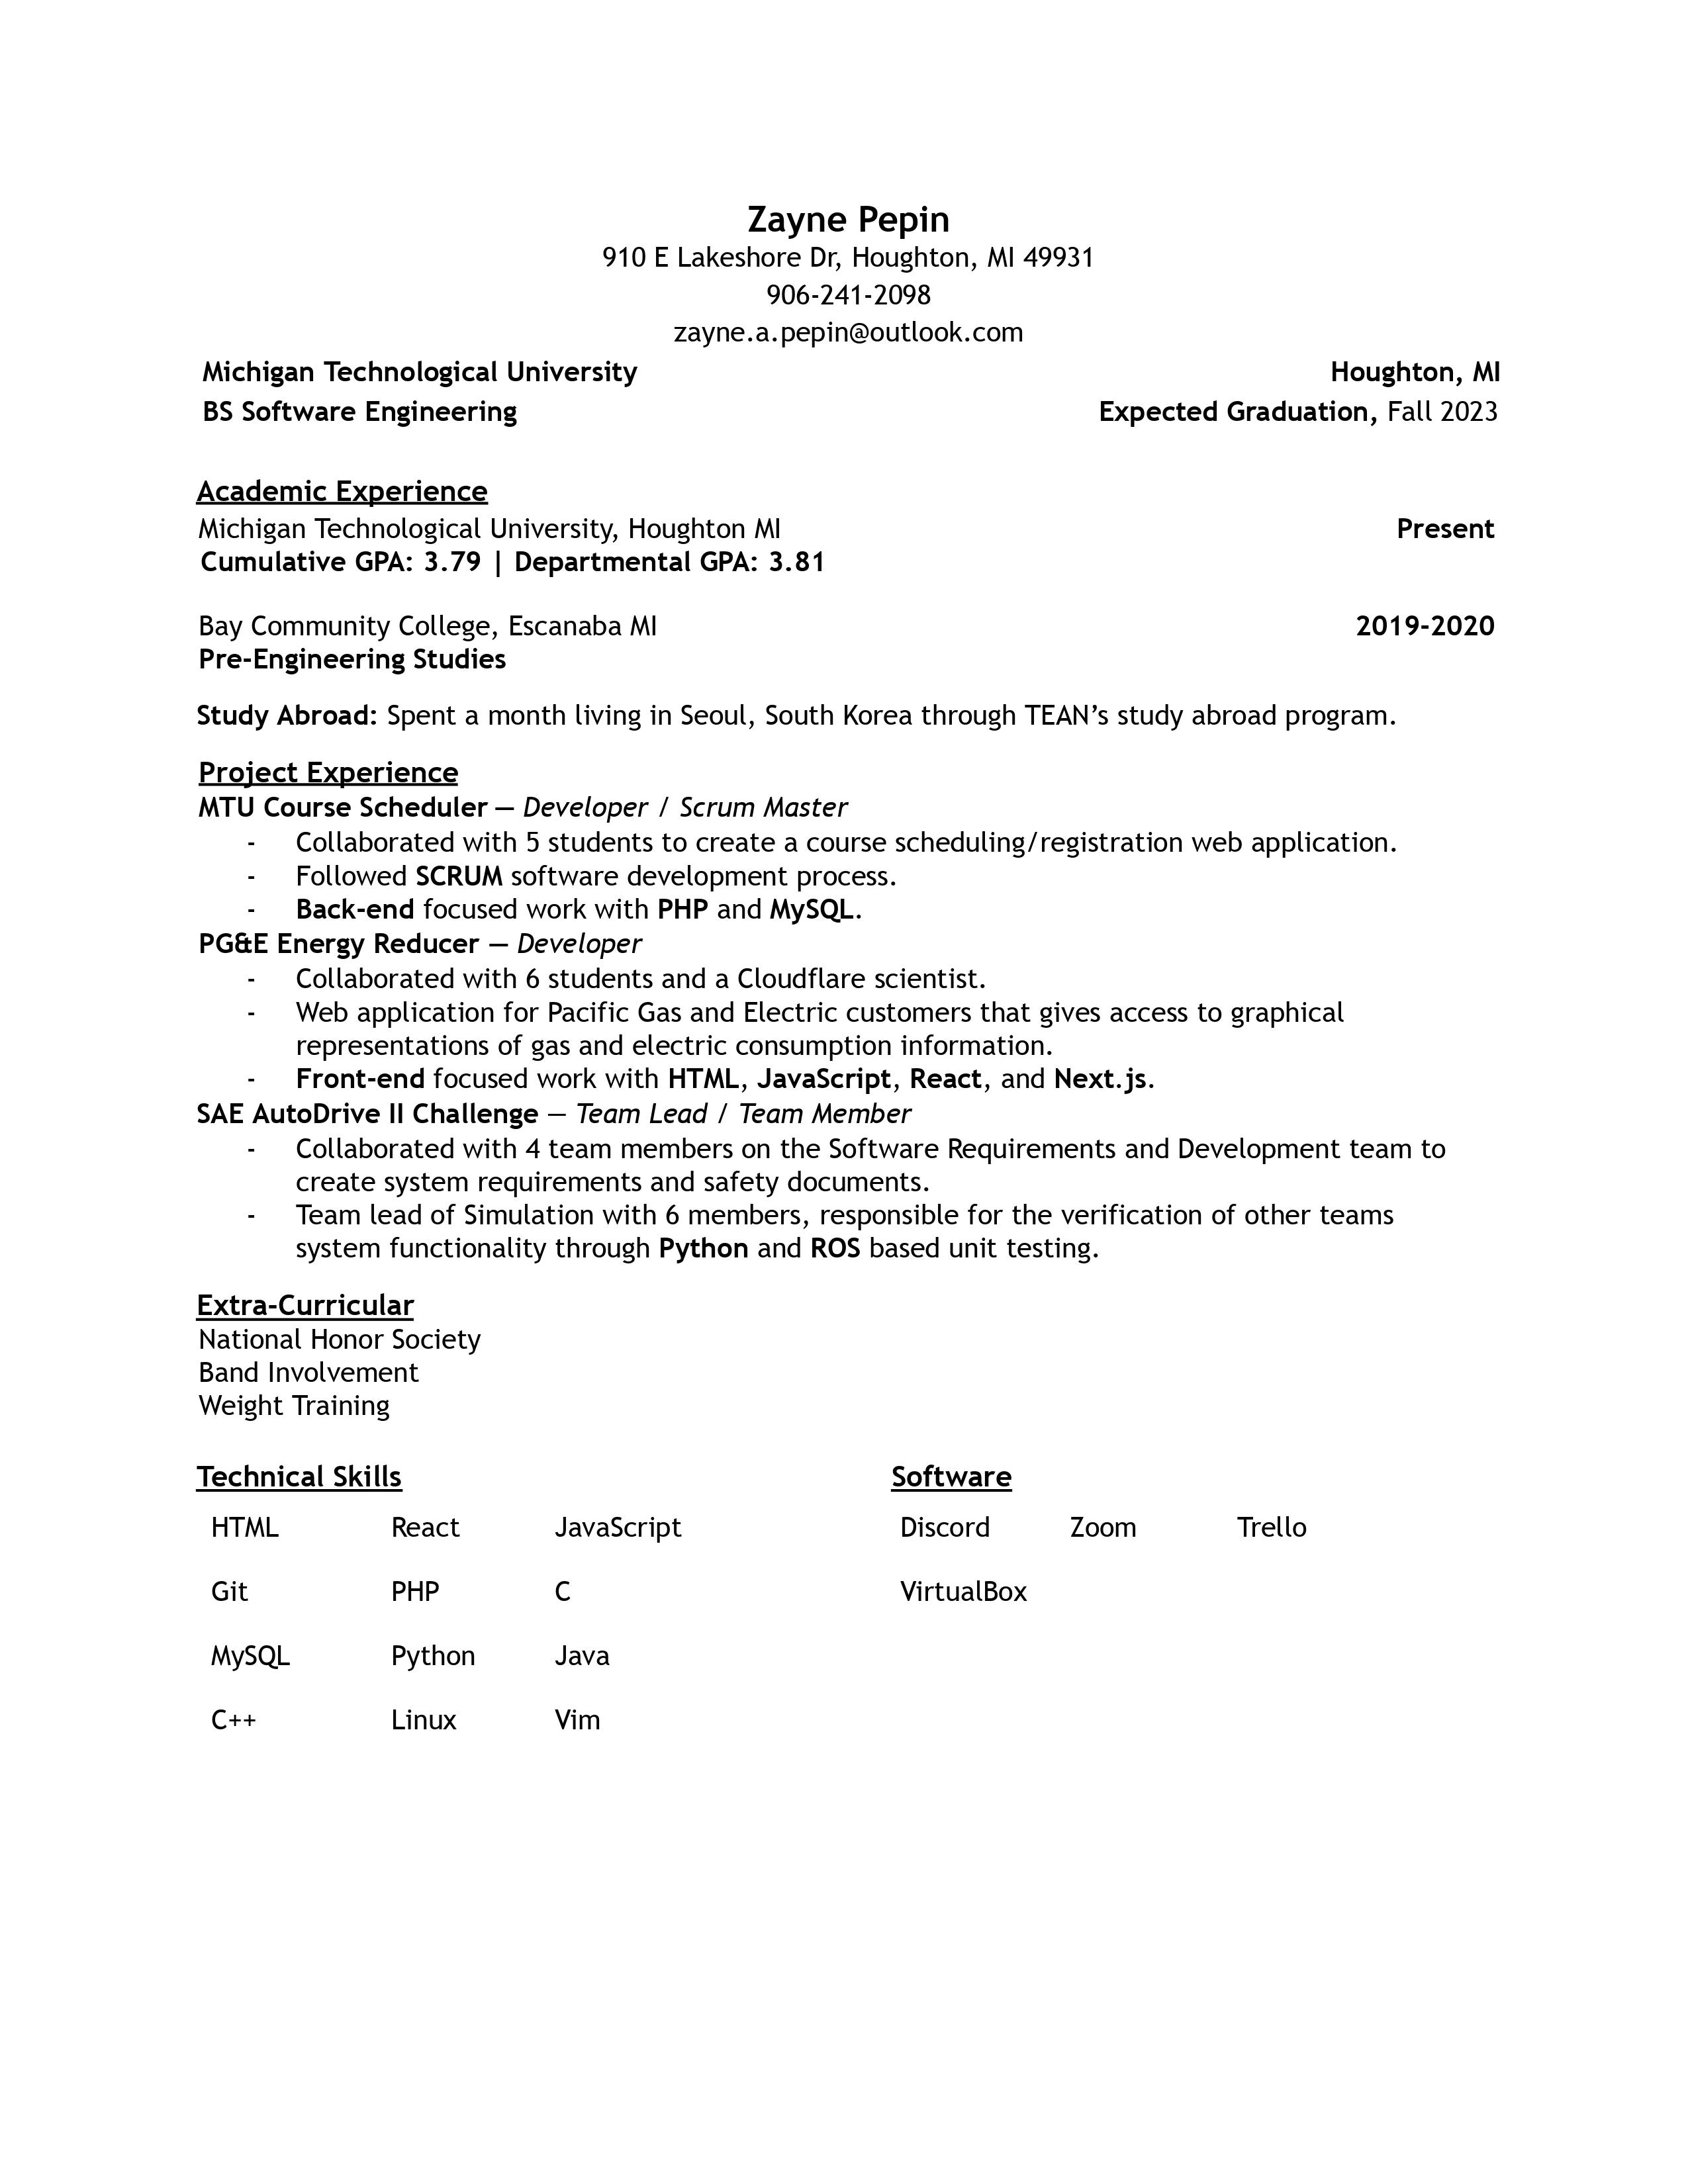 Zayne Pepin
910 E Lakeshore Dr, Houghton, MI 49931
906-241-2098
zayne.a.pepin@outlook.com
Michigan Technological University Houghton, MI
BS Software Engineering Expected Graduation, Fall 2023
Academic Experience
Michigan Technological University, Houghton MI Present
Cumulative GPA: 3.79 | Departmental GPA: 3.81
Bay Community College, Escanaba MI 2019-2020
Pre-Engineering Studies
Study Abroad: Spent a month living in Seoul, South Korea through TEAN’s study abroad program.
Project Experience
MTU Course Scheduler — Developer / Scrum Master
- Collaborated with 5 students to create a course scheduling/registration web application.
- Followed SCRUM software development process.
- Back-end focused work with PHP and MySQL.
PG&E Energy Reducer — Developer
- Collaborated with 6 students and a Cloudflare scientist.
- Web application for Pacific Gas and Electric customers that gives access to graphical
representations of gas and electric consumption information.
- Front-end focused work with HTML, JavaScript, React, and Next.js.
SAE AutoDrive II Challenge — Team Lead / Team Member
- Collaborated with 4 team members on the Software Requirements and Development team to
create system requirements and safety documents.
- Team lead of Simulation with 6 members, responsible for the verification of other teams
system functionality through Python and ROS based unit testing.
Extra-Curricular
National Honor Society
Band Involvement
Weight Training
Technical Skills Software
HTML React JavaScript Discord Zoom Trello
Git PHP C VirtualBox
MySQL Python Java
C++ Linux Vim